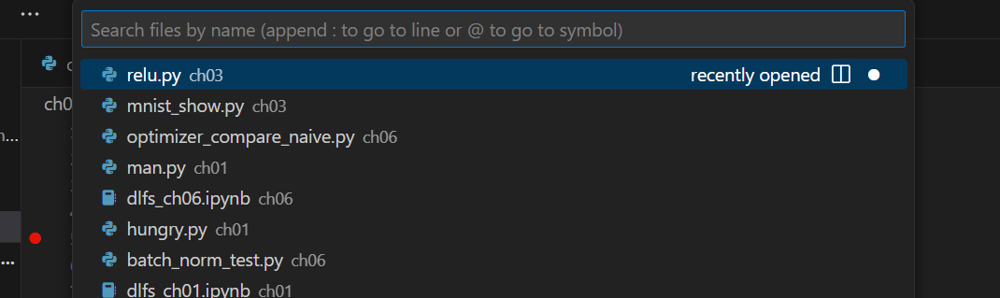 Search files by name (append : to go to line or @ to go to symbol)
relu.py ch03 recently opened
mnist_show.py ch03
optimizer_compare_naive.py ch06
man.py ch01
dlfs_ch06.ipynb ch06
hungry.py ch01
batch_norm_test.py ch06
dlfs_ch01.ipynb ch01